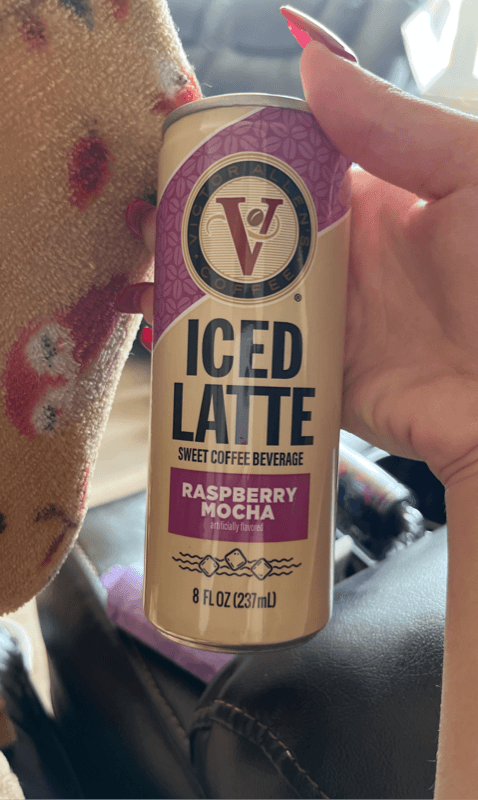 VICTOR ALLEN'S
COFFEE
V
®
ICED
LATTE
SWEET COFFEE BEVERAGE
RASPBERRY
MOCHA
artificially flavored
8 FL OZ (237mL)